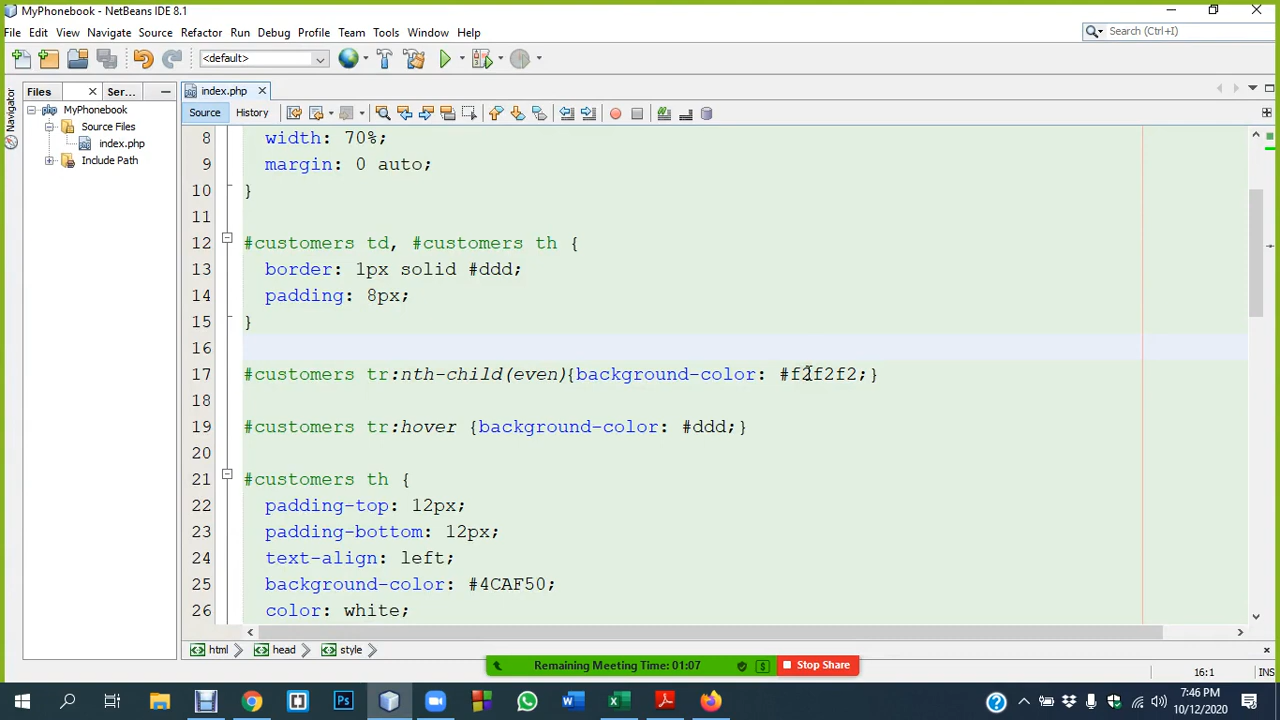 MyPhonebook - NetBeans IDE 8.1
File Edit View Navigate Source Refactor Run Debug Profile Team Tools Window Help
Search (Ctrl+I)
<default>
Files
Ser...
index.php
Navigator
MyPhonebook
Source Files
index.php
Include Path
Source History
8 width: 70%;
9 margin: 0 auto;
10 }
11
12 #customers td, #customers th {
13 border: 1px solid #ddd;
14 padding: 8px;
15 }
16
17 #customers tr:nth-child(even){background-color: #f2f2f2;}
18
19 #customers tr:hover {background-color: #ddd;}
20
21 #customers th {
22 padding-top: 12px;
23 padding-bottom: 12px;
24 text-align: left;
25 background-color: #4CAF50;
26 color: white;
html head style
Remaining Meeting Time: 01:07
Stop Share
16:1
INS
7:46 PM
10/12/2020